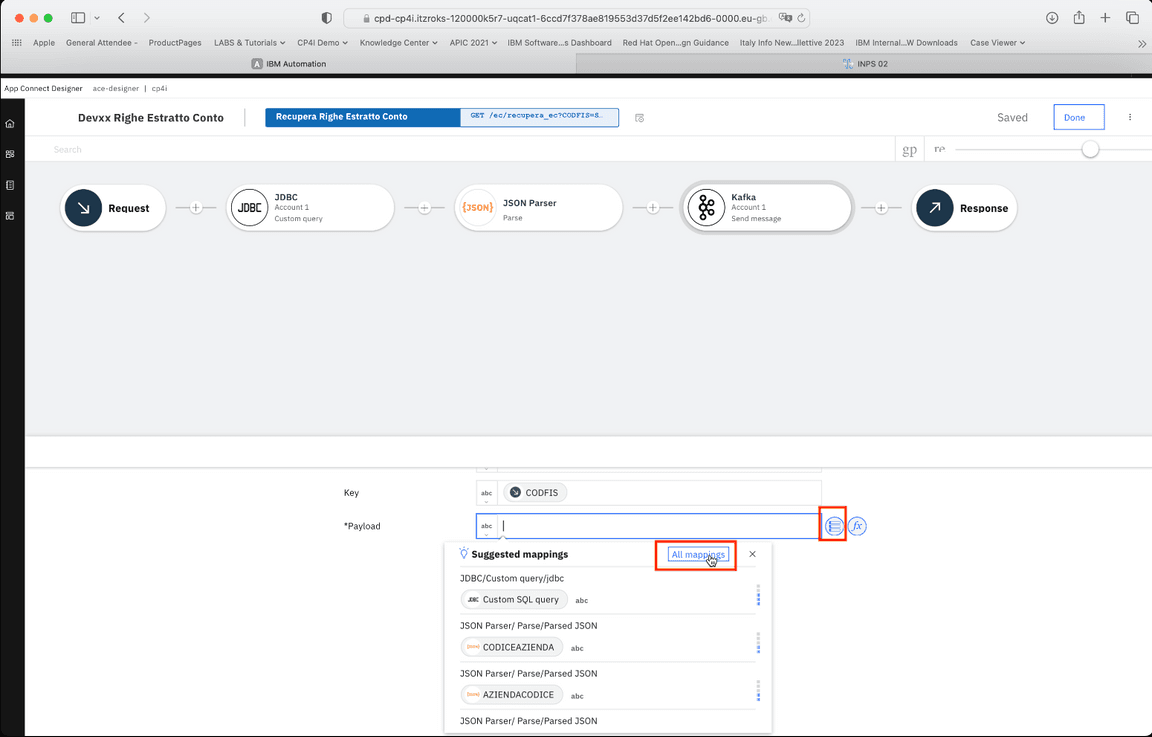 cpd-cp4i.itzroks-120000k5r7-uqcat1-6ccd7f378ae819553d37d5f2ee142bd6-0000.eu-gb.
Apple General Attendee - ProductPages LABS & Tutorials CP4I Demo Knowledge Center APIC 2021 IBM Software...s Dashboard Red Hat Open...gn Guidance Italy Info New...llettive 2023 IBM Internal...W Downloads Case Viewer
A IBM Automation
INPS 02
App Connect Designer ace-designer | cp4i
Devxx Righe Estratto Conto
Recupera Righe Estratto Conto
GET /ec/recupera_ec?CODFIS=S..
Saved
Done
Search
gp re
Request
JDBC
JDBC
Account 1
Custom query
{JSON}
JSON Parser
Parse
Kafka
Account 1
Send message
Response
Key
abc
CODFIS
*Payload
abc
fx
Suggested mappings
All mappings
JDBC/Custom query/jdbc
JDBC Custom SQL query abc
JSON Parser/ Parse/Parsed JSON
CODICEAZIENDA abc
JSON Parser/ Parse/Parsed JSON
AZIENDACODICE abc
JSON Parser/ Parse/Parsed JSON